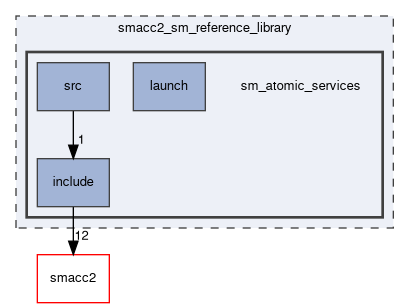 smacc2_sm_reference_library
src
launch
sm_atomic_services
1
include
12
smacc2